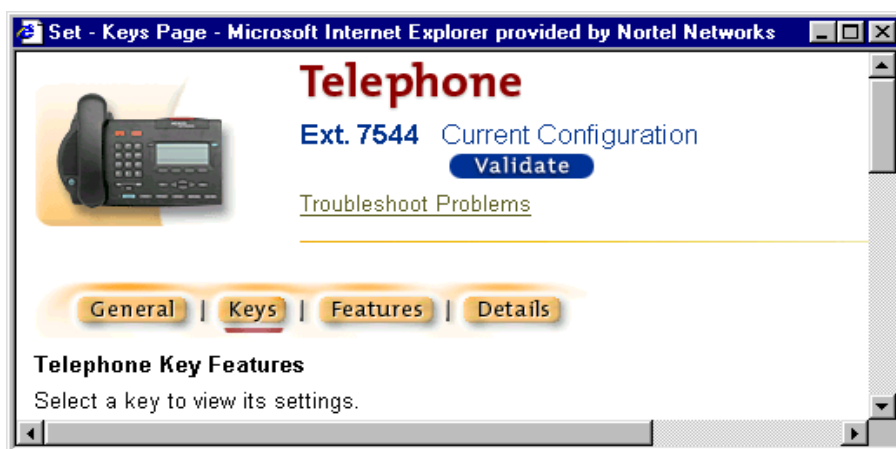 Set - Keys Page - Microsoft Internet Explorer provided by Nortel Networks
Telephone
Ext. 7544 Current Configuration
Validate
Troubleshoot Problems
General | Keys | Features | Details
Telephone Key Features
Select a key to view its settings.